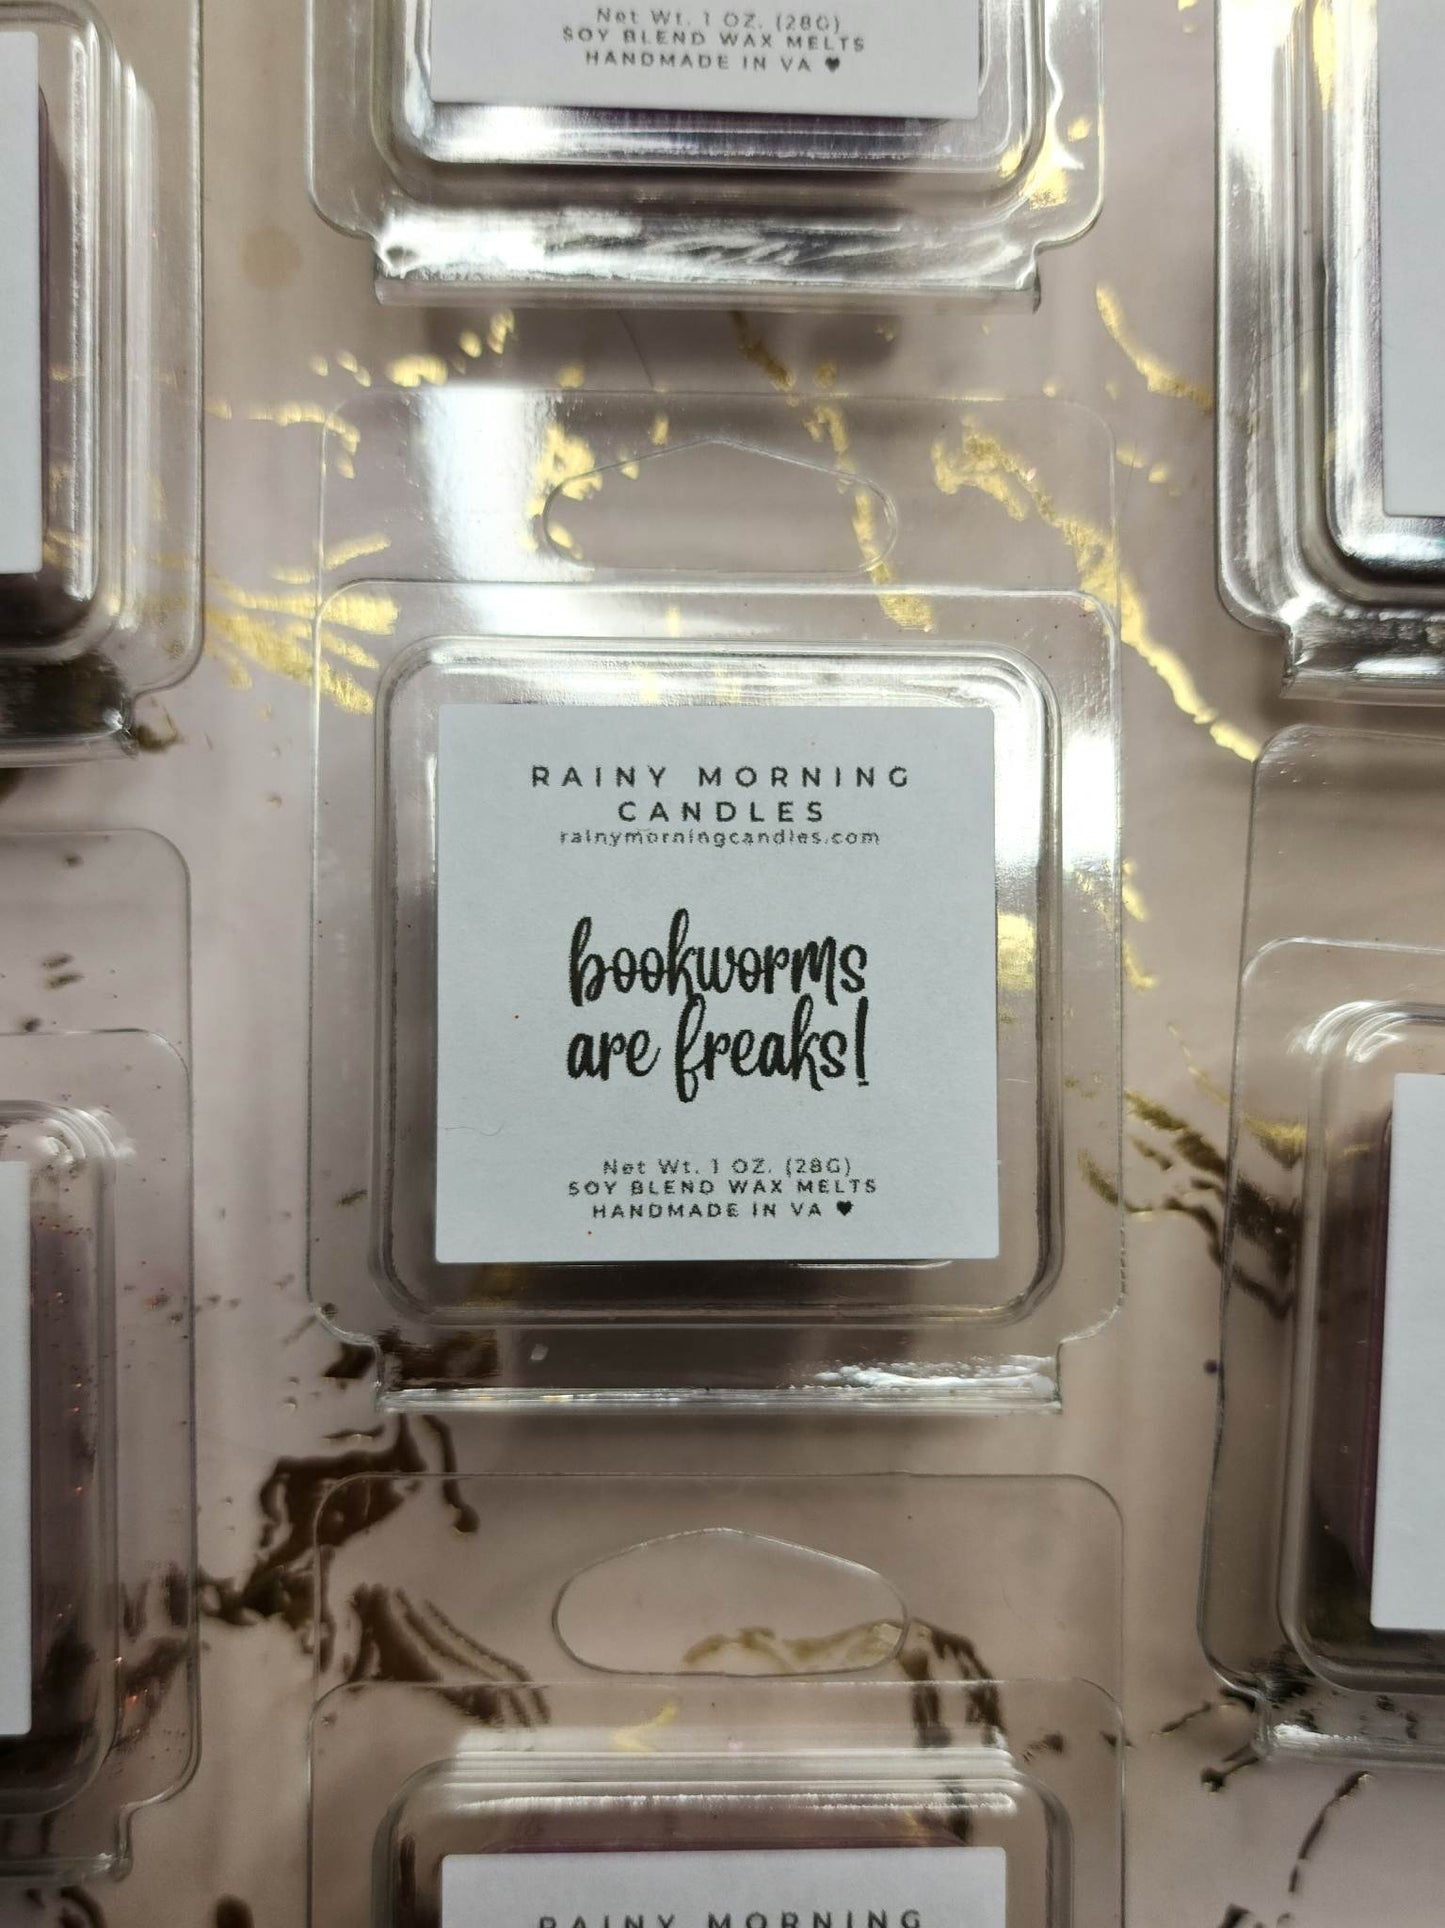 Net Wt. 1 OZ. (28G)
SOY BLEND WAX MELTS
HANDMADE IN VA ♥
RAINY MORNING
CANDLES
rainymorningcandles.com
bookworms
are freaks!
Net Wt. 1 OZ. (28G)
SOY BLEND WAX MELTS
HANDMADE IN VA ♥
RAINY MORNING